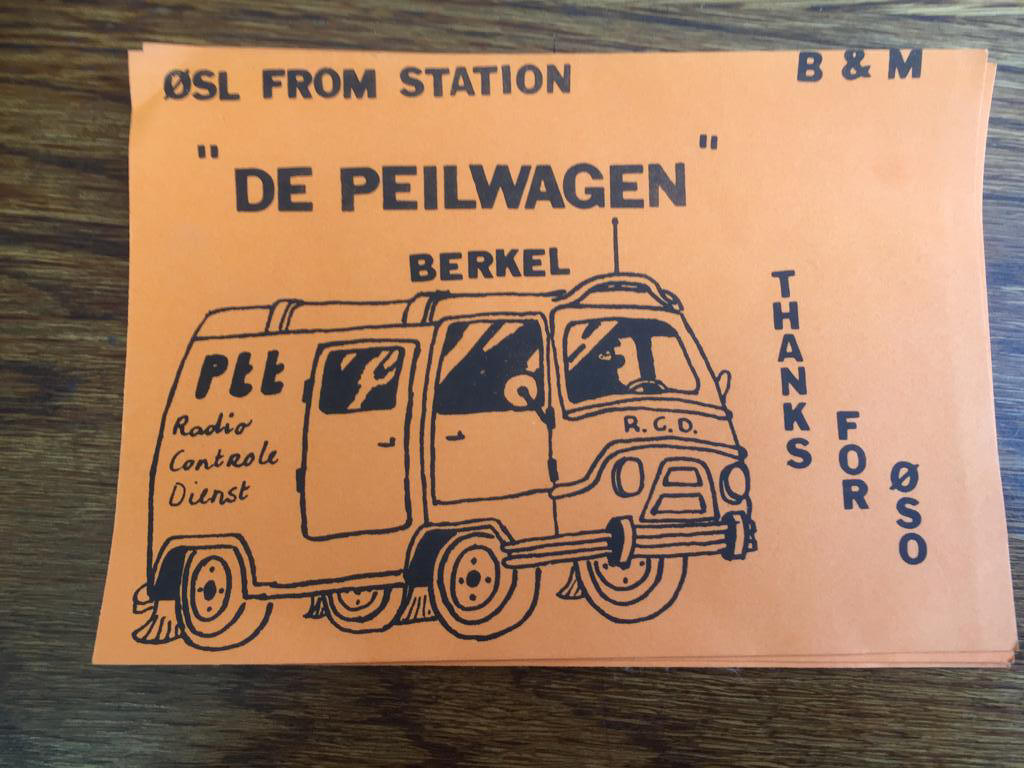 ØSL FROM STATION
B & M
" DE PEILWAGEN "
BERKEL
Ptt
Radio
Controle
Dienst
R.C.D.
THANKS
FOR
ØSO